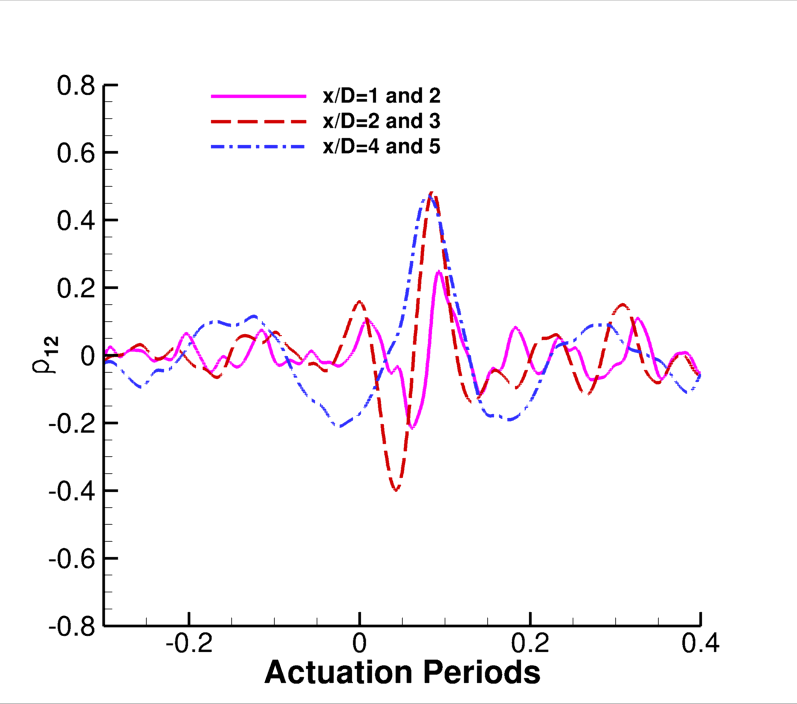 0.8
x/D=1 and 2
x/D=2 and 3
x/D=4 and 5
0.6
0.4
0.2
0
-0.2
-0.4
-0.6
-0.8
ρ12
-0.2 0 0.2 0.4
Actuation Periods